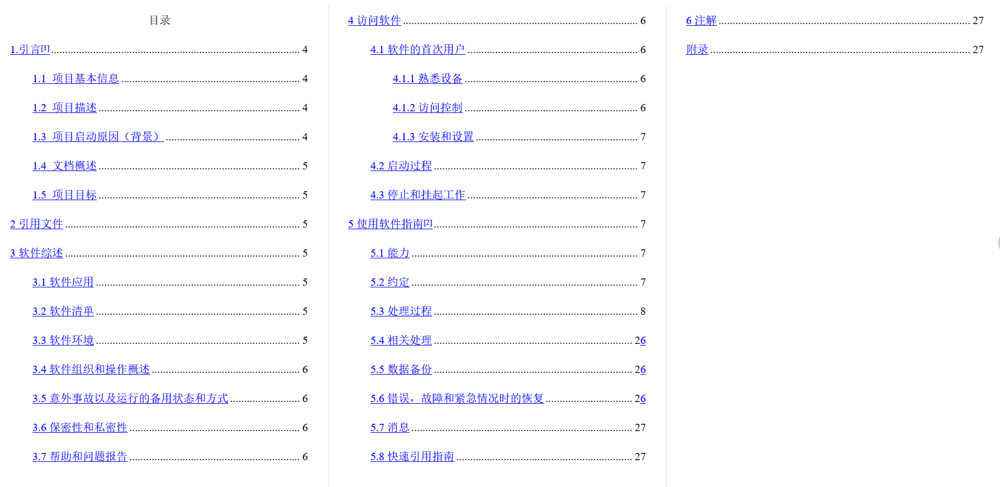 目录
1.引言[1] 4
1.1 项目基本信息 4
1.2 项目描述 4
1.3 项目启动原因（背景） 4
1.4 文档概述 5
1.5 项目目标 5
2 引用文件 5
3 软件综述 5
3.1 软件应用 5
3.2 软件清单 5
3.3 软件环境 5
3.4 软件组织和操作概述 6
3.5 意外事故以及运行的备用状态和方式 6
3.6 保密性和私密性 6
3.7 帮助和问题报告 6
4 访问软件 6
4.1 软件的首次用户 6
4.1.1 熟悉设备 6
4.1.2 访问控制 6
4.1.3 安装和设置 7
4.2 启动过程 7
4.3 停止和挂起工作 7
5 使用软件指南[2] 7
5.1 能力 7
5.2 约定 7
5.3 处理过程 8
5.4 相关处理 26
5.5 数据备份 26
5.6 错误，故障和紧急情况时的恢复 26
5.7 消息 27
5.8 快速引用指南 27
6 注解 27
附录 27